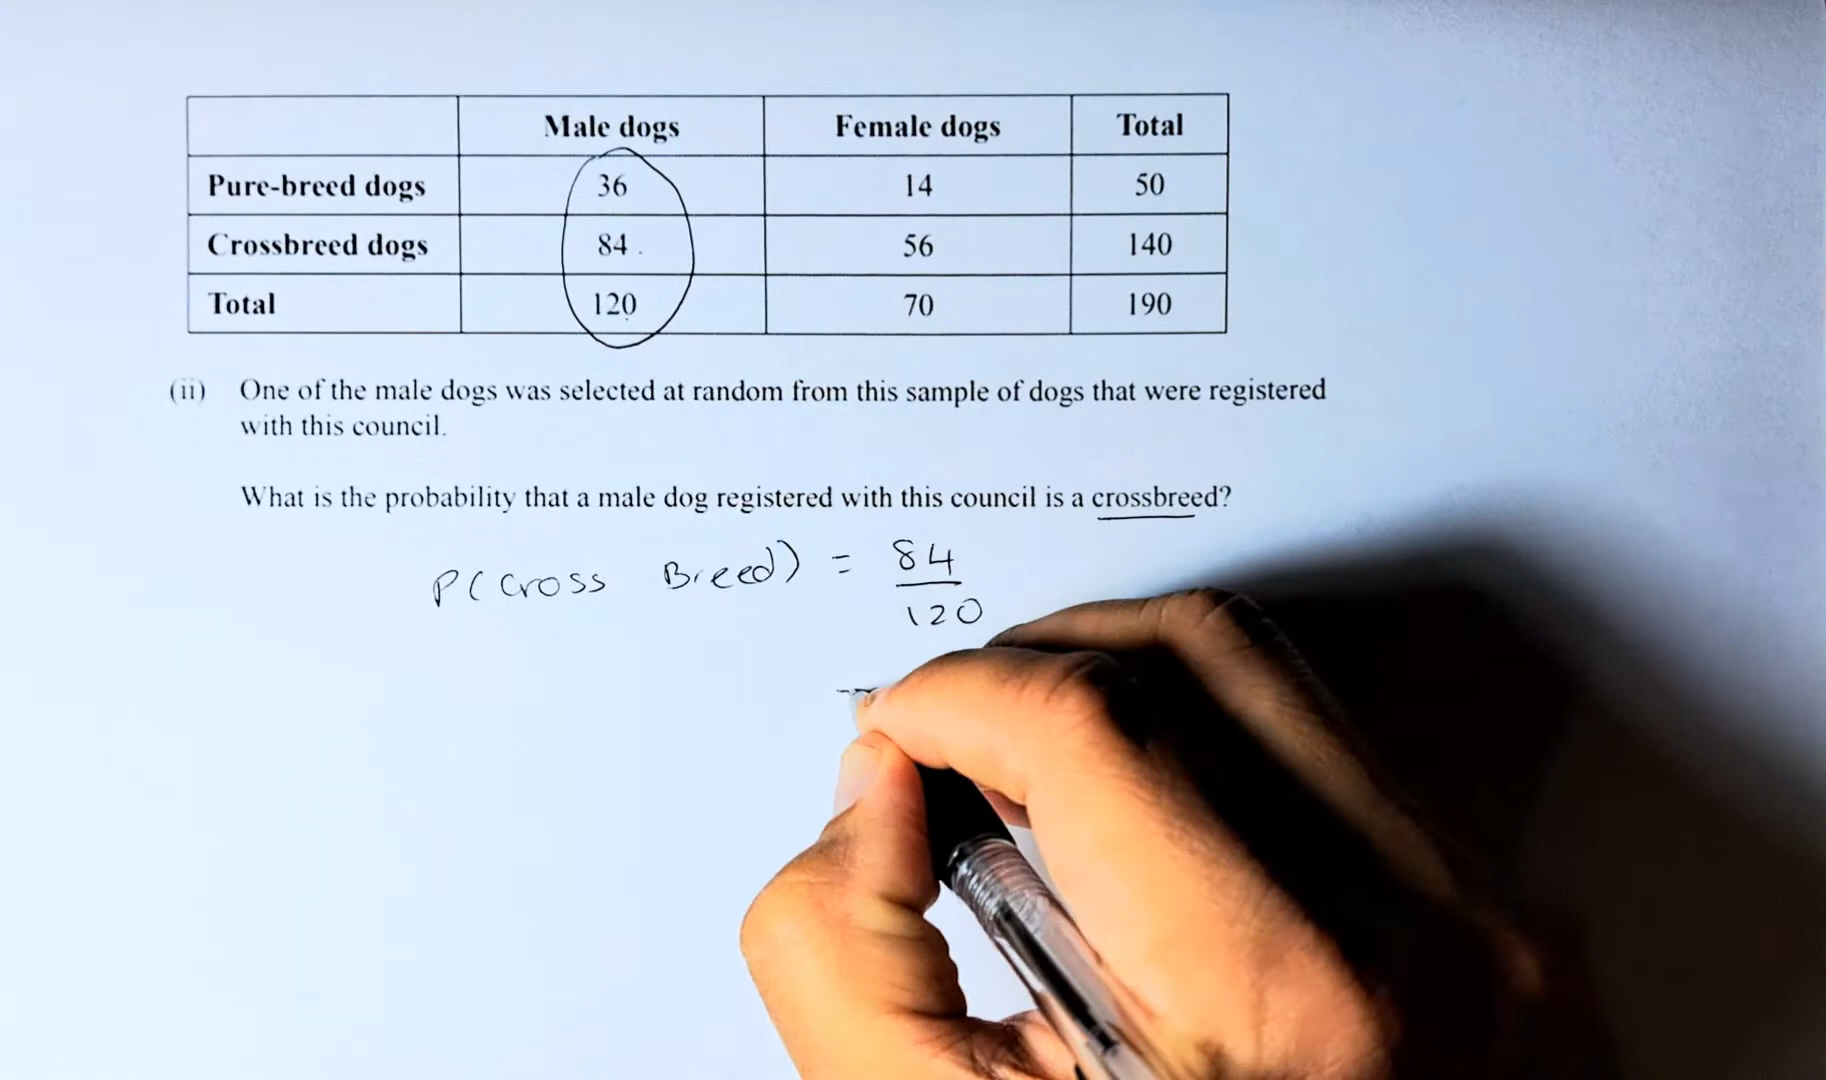 Male dogs Female dogs Total
Pure-breed dogs 36 14 50
Crossbreed dogs 84 56 140
Total 120 70 190
(ii) One of the male dogs was selected at random from this sample of dogs that were registered
with this council.
What is the probability that a male dog registered with this council is a crossbreed?
P(Cross Breed) = 84
120